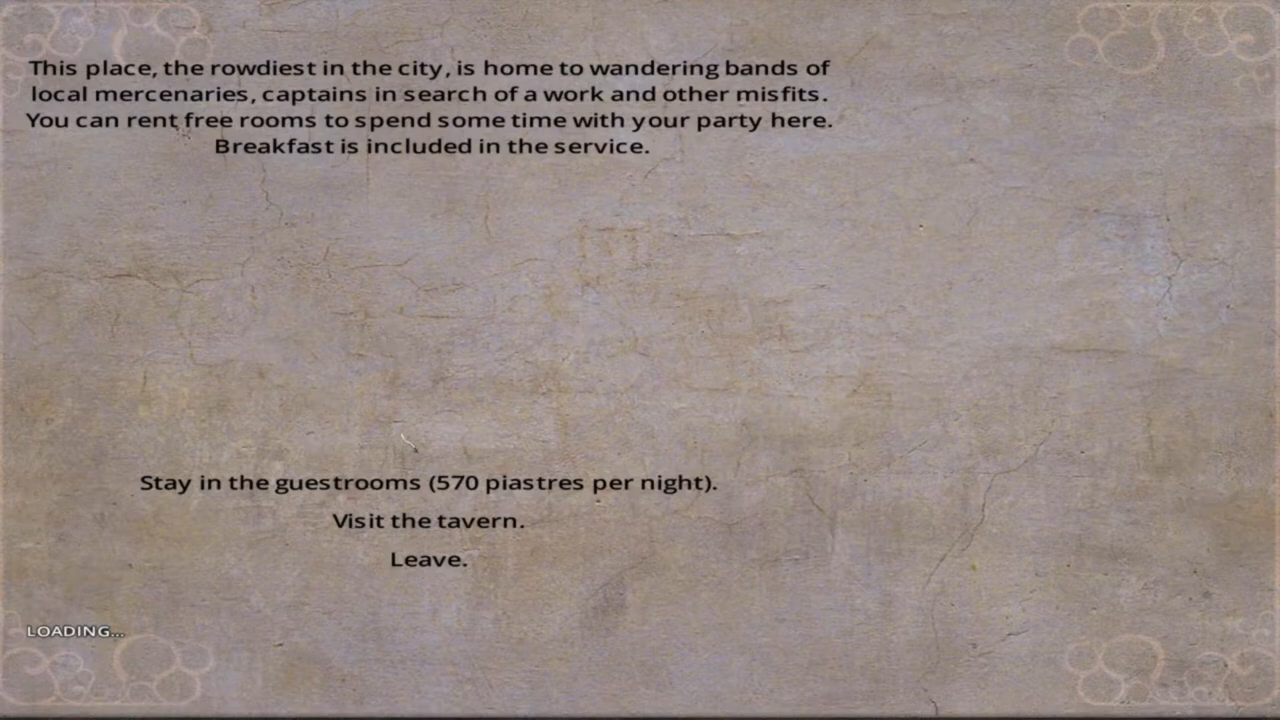 This place, the rowdiest in the city, is home to wandering bands of
local mercenaries, captains in search of a work and other misfits.
You can rent free rooms to spend some time with your party here.
Breakfast is included in the service.
Stay in the guestrooms (570 piastres per night).
Visit the tavern.
Leave.
LOADING...